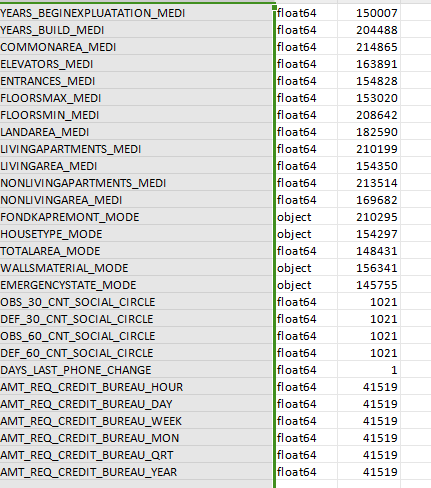 YEARS_BEGINEXPLUATATION_MEDI float64 150007
YEARS_BUILD_MEDI float64 204488
COMMONAREA_MEDI float64 214865
ELEVATORS_MEDI float64 163891
ENTRANCES_MEDI float64 154828
FLOORSMAX_MEDI float64 153020
FLOORSMIN_MEDI float64 208642
LANDAREA_MEDI float64 182590
LIVINGAPARTMENTS_MEDI float64 210199
LIVINGAREA_MEDI float64 154350
NONLIVINGAPARTMENTS_MEDI float64 213514
NONLIVINGAREA_MEDI float64 169682
FONDKAPREMONT_MODE object 210295
HOUSETYPE_MODE object 154297
TOTALAREA_MODE float64 148431
WALLSMATERIAL_MODE object 156341
EMERGENCYSTATE_MODE object 145755
OBS_30_CNT_SOCIAL_CIRCLE float64 1021
DEF_30_CNT_SOCIAL_CIRCLE float64 1021
OBS_60_CNT_SOCIAL_CIRCLE float64 1021
DEF_60_CNT_SOCIAL_CIRCLE float64 1021
DAYS_LAST_PHONE_CHANGE float64 1
AMT_REQ_CREDIT_BUREAU_HOUR float64 41519
AMT_REQ_CREDIT_BUREAU_DAY float64 41519
AMT_REQ_CREDIT_BUREAU_WEEK float64 41519
AMT_REQ_CREDIT_BUREAU_MON float64 41519
AMT_REQ_CREDIT_BUREAU_QRT float64 41519
AMT_REQ_CREDIT_BUREAU_YEAR float64 41519